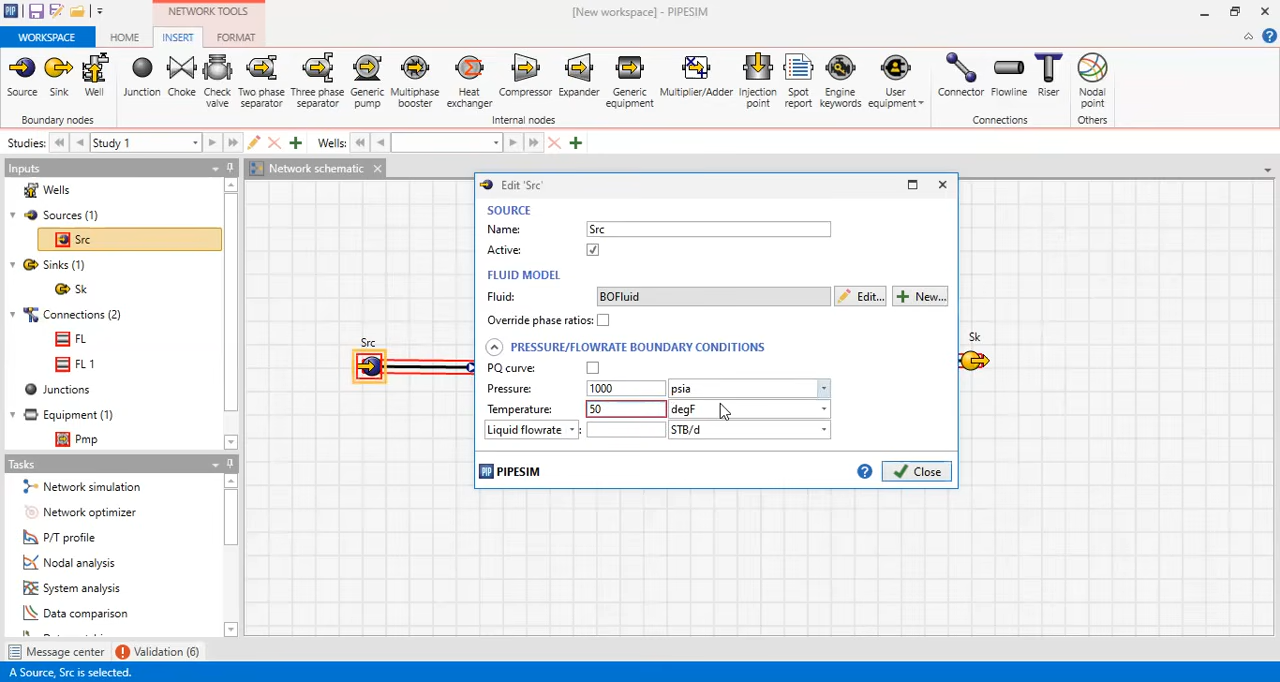 PIP
[New workspace] - PIPESIM
NETWORK TOOLS
WORKSPACE HOME INSERT FORMAT
Source Sink Well
Boundary nodes
Junction Choke Check valve Two phase separator Three phase separator Generic pump Multiphase booster Heat exchanger Compressor Expander Generic equipment Multiplier/Adder Injection point Spot report Engine keywords User equipment
Internal nodes
Connector Flowline Riser
Connections
Nodal point
Others
Studies: Study 1 Wells:
Inputs
Wells
Sources (1)
Src
Sinks (1)
Sk
Connections (2)
FL
FL 1
Junctions
Equipment (1)
Pmp
Tasks
Network simulation
Network optimizer
P/T profile
Nodal analysis
System analysis
Data comparison
Network schematic
Src
Sk
Edit 'Src'
SOURCE
Name: Src
Active:
FLUID MODEL
Fluid: BOFluid Edit... New...
Override phase ratios:
PRESSURE/FLOWRATE BOUNDARY CONDITIONS
PQ curve:
Pressure: 1000 psia
Temperature: 50 degF
Liquid flowrate : STB/d
PIP PIPESIM ? Close
Message center Validation (6)
A Source, Src is selected.